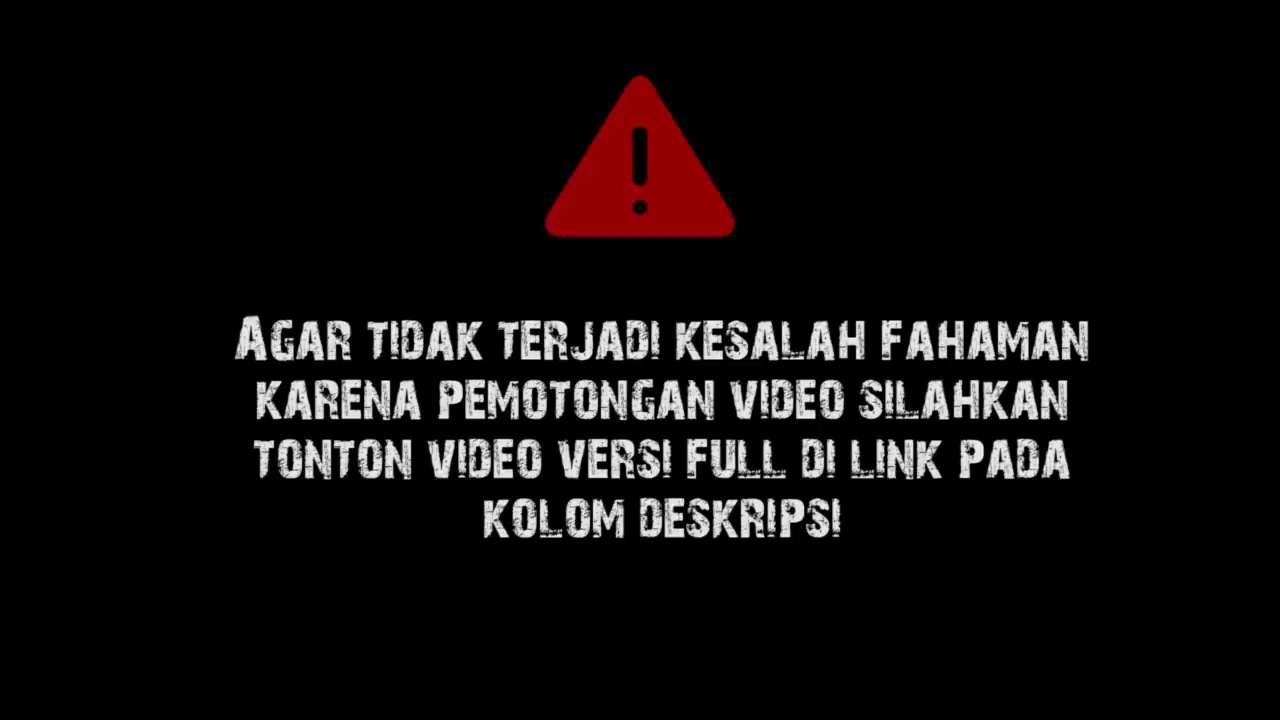 AGAR TIDAK TERJADI KESALAH FAHAMAN
KARENA PEMOTONGAN VIDEO SILAHKAN
TONTON VIDEO VERSI FULL DI LINK PADA
KOLOM DESKRIPSI